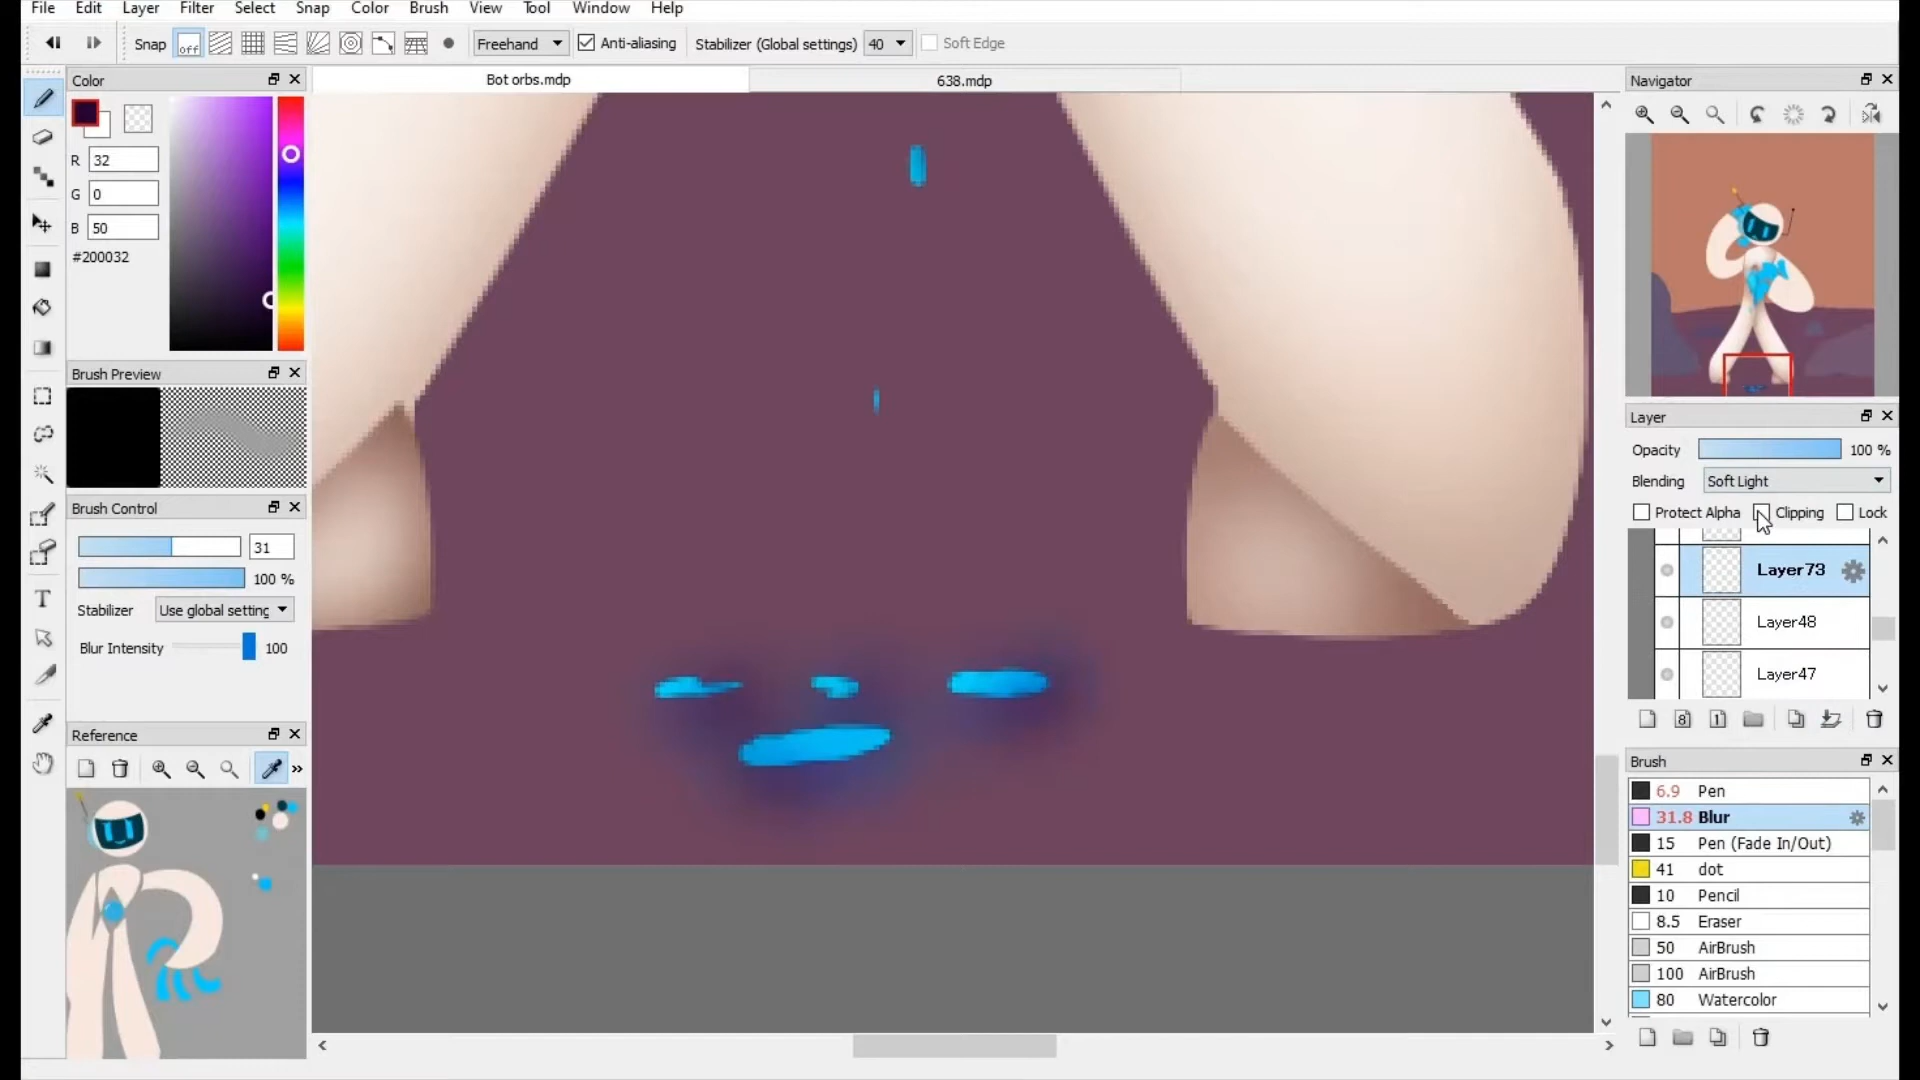 File Edit Layer Filter Select Snap Color Brush View Tool Window Help
Snap off Freehand Anti-aliasing Stabilizer (Global settings) 40 Soft Edge
Color
R 32
G 0
B 50
#200032
Brush Preview
Brush Control
31
100 %
Stabilizer Use global setting
Blur Intensity 100
Reference
Bot orbs.mdp 638.mdp
Navigator
Layer
Opacity 100 %
Blending Soft Light
Protect Alpha Clipping Lock
Layer73
Layer48
Layer47
8 1
Brush
6.9 Pen
31.8 Blur
15 Pen (Fade In/Out)
41 dot
10 Pencil
8.5 Eraser
50 AirBrush
100 AirBrush
80 Watercolor